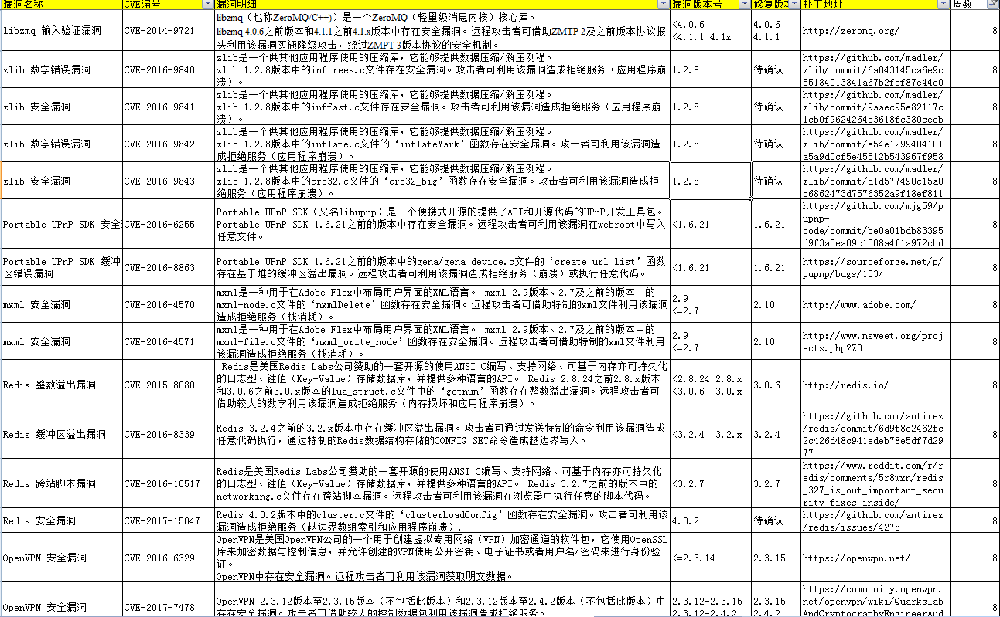 漏洞名称 CVE编号 漏洞明细 漏洞版本号 修复版本 补丁地址 周数
libzmq 输入验证漏洞 CVE-2014-9721
libzmq（也称ZeroMQ/C++)）是一个ZeroMQ（轻量级消息内核）核心库。
libzmq 4.0.6之前版本和4.1.1之前4.1.x版本中存在安全漏洞。远程攻击者可借助ZMTP 2及之前版本协议报
头利用该漏洞实施降级攻击，绕过ZMPT 3版本协议的安全机制。
<4.0.6
<4.1.1 4.1x
4.0.6
4.1.1
http://zeromq.org/
8
zlib 数字错误漏洞 CVE-2016-9840
zlib是一个供其他应用程序使用的压缩库，它能够提供数据压缩/解压例程。
zlib 1.2.8版本中的inftrees.c文件存在安全漏洞。攻击者可利用该漏洞造成拒绝服务（应用程序崩
溃）。
1.2.8 待确认
https://github.com/madler/
zlib/commit/6a043145ca6e9c
55184013841a67b2fef87e44c0
8
zlib 安全漏洞 CVE-2016-9841
zlib是一个供其他应用程序使用的压缩库，它能够提供数据压缩/解压例程。
zlib 1.2.8版本中的inffast.c文件存在安全漏洞。攻击者可利用该漏洞造成拒绝服务（应用程序崩
溃）。
1.2.8 待确认
https://github.com/madler/
zlib/commit/9aaec95e82117c
1cb0f9624264c3618fc380cecb
8
zlib 数字错误漏洞 CVE-2016-9842
zlib是一个供其他应用程序使用的压缩库，它能够提供数据压缩/解压例程。
zlib 1.2.8版本中的inflate.c文件的‘inflateMark’函数存在安全漏洞。攻击者可利用该漏洞造
成拒绝服务（应用程序崩溃）。
1.2.8 待确认
https://github.com/madler/
zlib/commit/e54e1299404101
a5a9d0cf5e45512b543967f958
8
zlib 安全漏洞 CVE-2016-9843
zlib是一个供其他应用程序使用的压缩库，它能够提供数据压缩/解压例程。
zlib 1.2.8版本中的crc32.c文件的‘crc32_big’函数存在安全漏洞。攻击者可利用该漏洞造成拒
绝服务（应用程序崩溃）。
1.2.8 待确认
https://github.com/madler/
zlib/commit/d1d577490c15a0
c6862473d7576352a9f18ef811
8
Portable UPnP SDK 安全 CVE-2016-6255
Portable UPnP SDK（又名libupnp）是一个便携式开源的提供了API和开源代码的UPnP开发工具包。
Portable UPnP SDK 1.6.21之前的版本中存在安全漏洞。远程攻击者可利用该漏洞在webroot中写入
任意文件。
<1.6.21 1.6.21
https://github.com/mjg59/p
upnp-
code/commit/be0a01bdb83395
d9f3a5ea09c1308a4f1a972cbd
8
Portable UPnP SDK 缓冲
区错误漏洞
CVE-2016-8863
Portable UPnP SDK 1.6.21之前的版本中的gena/gena_device.c文件的‘create_url_list’函数
存在基于堆的缓冲区溢出漏洞。远程攻击者可利用该漏洞造成拒绝服务（崩溃）或执行任意代码。
<1.6.21 1.6.21
https://sourceforge.net/p/
pupnp/bugs/133/
8
mxml 安全漏洞 CVE-2016-4570
mxml是一种用于在Adobe Flex中布局用户界面的XML语言。 mxml 2.9版本、2.7及之前的版本中的
mxml-node.c文件的‘mxmlDelete’函数存在安全漏洞。远程攻击者可借助特制的xml文件利用该漏洞
造成拒绝服务（栈消耗）。
2.9
<=2.7
2.10
http://www.adobe.com/
8
mxml 安全漏洞 CVE-2016-4571
mxml是一种用于在Adobe Flex中布局用户界面的XML语言。 mxml 2.9版本、2.7及之前的版本中的
mxml-file.c文件的‘mxml_write_node’函数存在安全漏洞。远程攻击者可借助特制的xml文件利用
该漏洞造成拒绝服务（栈消耗）。
2.9
<=2.7
2.10
http://www.msweet.org/proj
ects.php?Z3
8
Redis 整数溢出漏洞 CVE-2015-8080
Redis是美国Redis Labs公司赞助的一套开源的使用ANSI C编写、支持网络、可基于内存亦可持久化
的日志型、键值（Key-Value）存储数据库，并提供多种语言的API。 Redis 2.8.24之前2.8.x版本
和3.0.6之前3.0.x版本的lua_struct.c文件中的‘getnum’函数存在整数溢出漏洞。远程攻击者可
借助较大的数字利用该漏洞造成拒绝服务（内存损坏和应用程序崩溃）。
<2.8.24 2.8.x
<3.0.6 3.0.x
3.0.6
http://redis.io/
8
Redis 缓冲区溢出漏洞 CVE-2016-8339
Redis 3.2.4之前的3.2.x版本中存在缓冲区溢出漏洞。攻击者可通过发送特制的命令利用该漏洞造成
任意代码执行，通过特制的Redis数据结构存储的CONFIG SET命令造成越边界写入。
<3.2.4 3.2.x 3.2.4
https://github.com/antirez
/redis/commit/6d9f8e2462fc
2c426d48c941edeb78e5df7d29
77
8
Redis 跨站脚本漏洞 CVE-2016-10517
Redis是美国Redis Labs公司赞助的一套开源的使用ANSI C编写、支持网络、可基于内存亦可持久化
的日志型、键值（Key-Value）存储数据库，并提供多种语言的API。 Redis 3.2.7之前的版本中的
networking.c文件存在跨站脚本漏洞。远程攻击者可利用该漏洞在浏览器中执行任意的脚本代码。
<3.2.7 3.2.7
https://www.reddit.com/r/r
edis/comments/5r8wxn/redis
_327_is_out_important_secu
rity_fixes_inside/
8
Redis 安全漏洞 CVE-2017-15047
Redis 4.0.2版本中的cluster.c文件的‘clusterLoadConfig’函数存在安全漏洞。攻击者可利用该
漏洞造成拒绝服务（越边界数组索引和应用程序崩溃）.
4.0.2 待确认
https://github.com/antirez
/redis/issues/4278
8
OpenVPN 安全漏洞 CVE-2016-6329
OpenVPN是美国OpenVPN公司的一个用于创建虚拟专用网络（VPN）加密通道的软件包，它使用OpenSSL
库来加密数据与控制信息，并允许创建的VPN使用公开密钥、电子证书或者用户名/密码来进行身份验
证。
OpenVPN中存在安全漏洞。远程攻击者可利用该漏洞获取明文数据。
<=2.3.14 2.3.15
https://openvpn.net/
8
OpenVPN 安全漏洞 CVE-2017-7478
OpenVPN 2.3.12版本至2.3.15版本（不包括此版本）和2.3.12版本至2.4.2版本（不包括此版本）中
存在安全漏洞。攻击者可借助较大的控制数据包利用该漏洞造成拒绝服务。
2.3.12-2.3.15
2.3.12-2.4.2
2.3.15
2.4.2
https://community.openvpn.
net/openvpn/wiki/Quarkslab
AndCryptographyEngineerAud
8